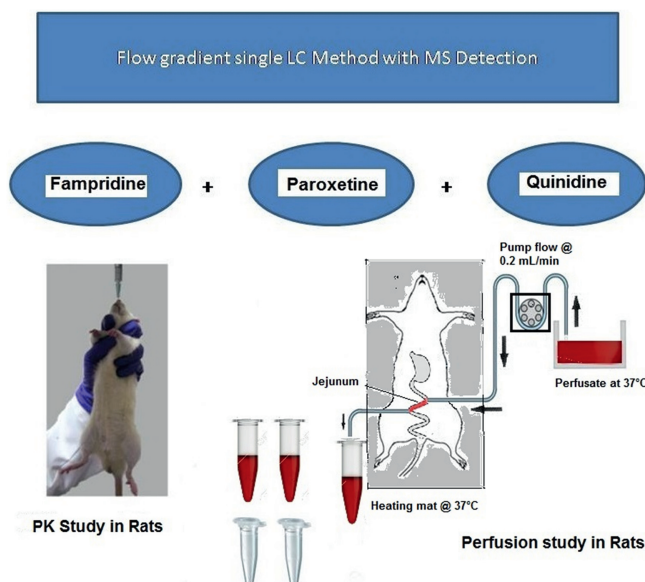 Flow gradient single LC Method with MS Detection
Fampridine + Paroxetine + Quinidine
Pump flow @
0.2 mL/min
Jejunum
Perfusate at 37°C
Heating mat @ 37°C
PK Study in Rats
Perfusion study in Rats